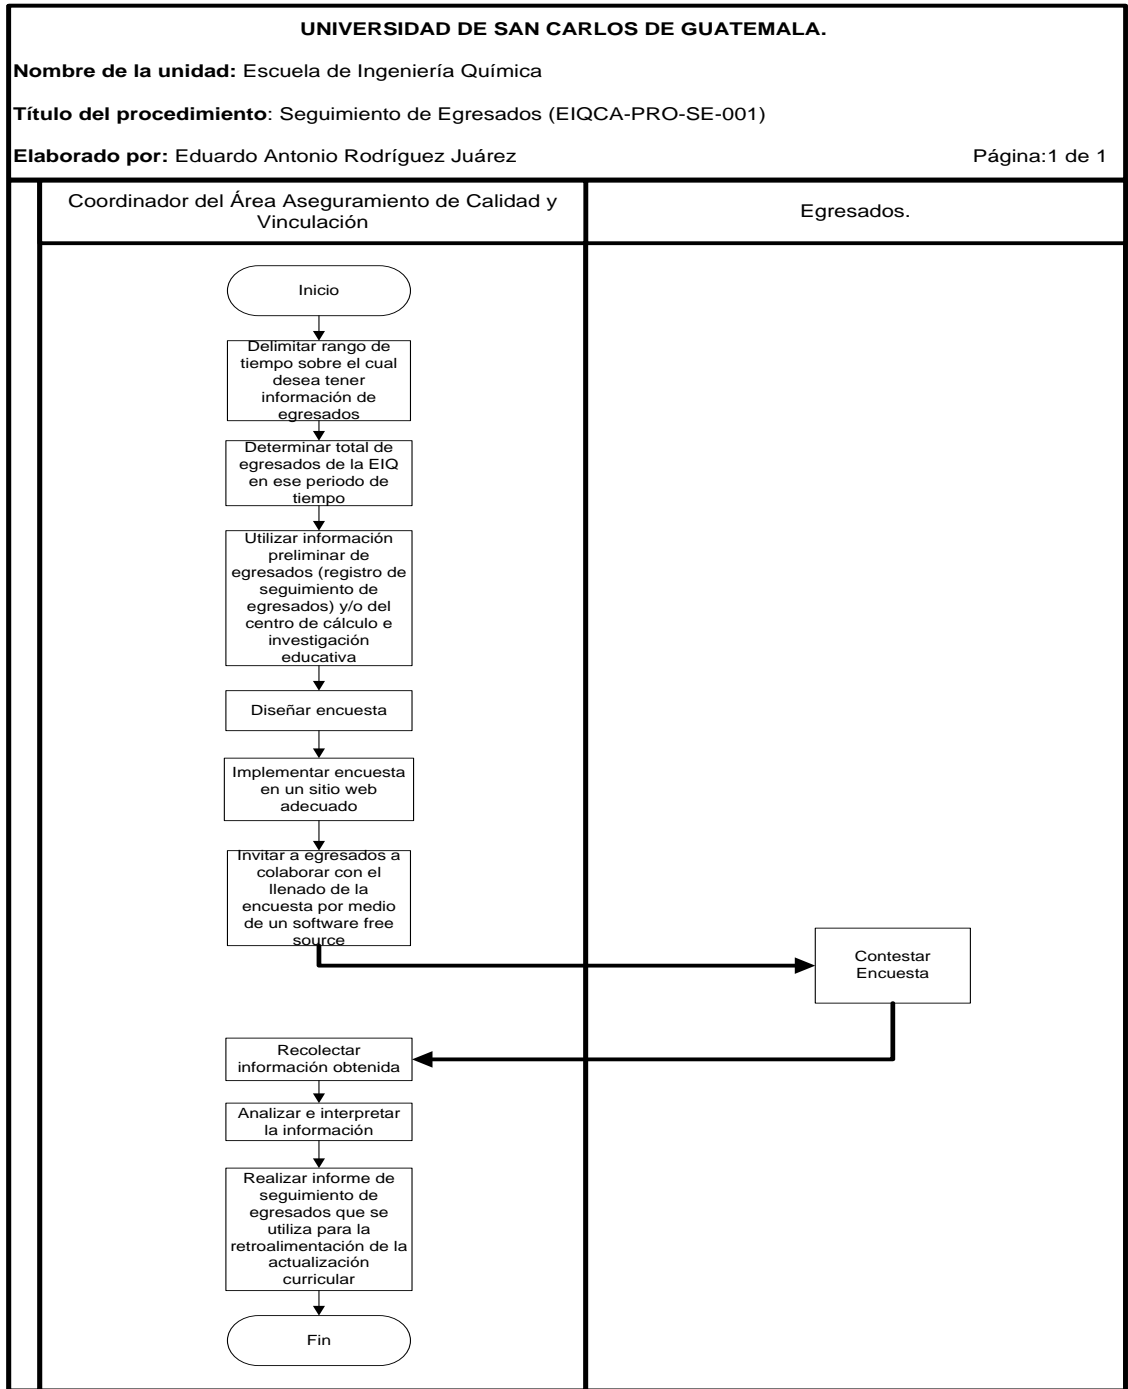 UNIVERSIDAD DE SAN CARLOS DE GUATEMALA.
Nombre de la unidad: Escuela de Ingeniería Química
Título del procedimiento: Seguimiento de Egresados (EIQCA-PRO-SE-001)
Elaborado por: Eduardo Antonio Rodríguez Juárez
Página:1 de 1
Coordinador del Área Aseguramiento de Calidad y
Vinculación
Egresados.
Inicio
Delimitar rango de
tiempo sobre el cual
desea tener
información de
egresados
Determinar total de
egresados de la EIQ
en ese periodo de
tiempo
Utilizar información
preliminar de
egresados (registro de
seguimiento de
egresados) y/o del
centro de cálculo e
investigación
educativa
Diseñar encuesta
Implementar encuesta
en un sitio web
adecuado
Invitar a egresados a
colaborar con el
llenado de la
encuesta por medio
de un software free
source
Contestar
Encuesta
Recolectar
información obtenida
Analizar e interpretar
la información
Realizar informe de
seguimiento de
egresados que se
utiliza para la
retroalimentación de la
actualización
curricular
Fin